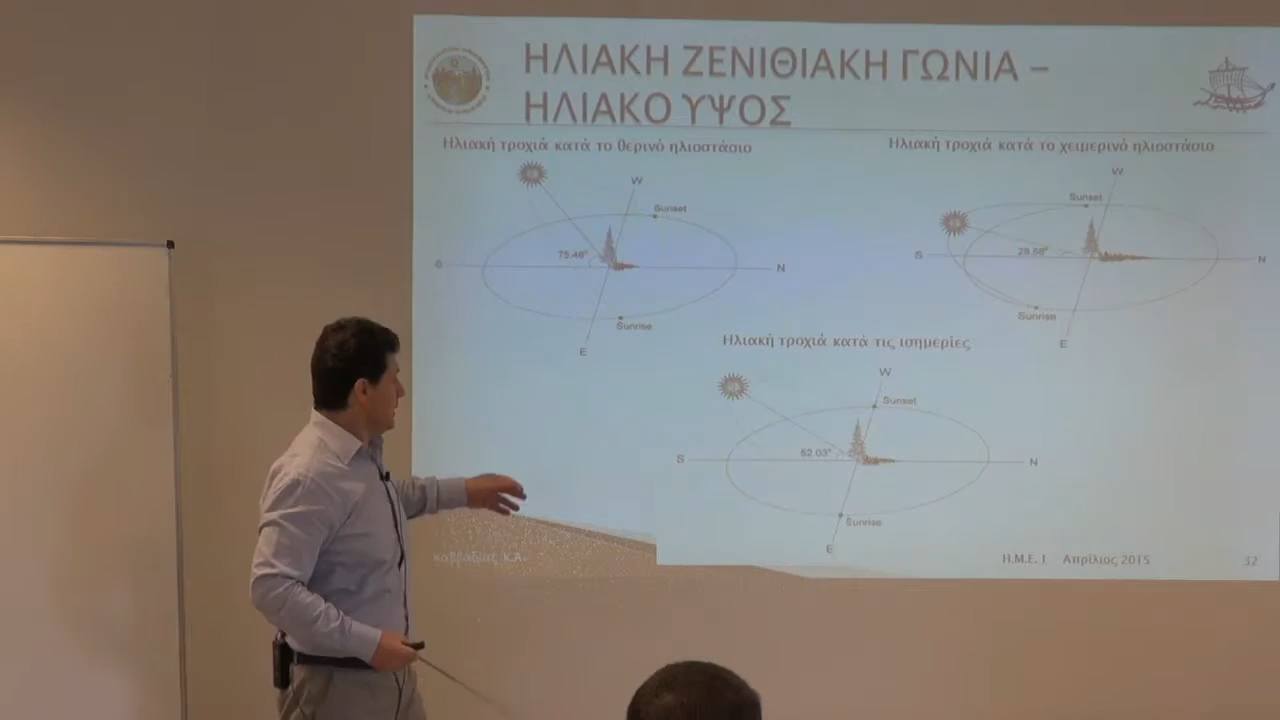 ΗΛΙΑΚΗ ΖΕΝΙΘΙΑΚΗ ΓΩΝΙΑ –
ΗΛΙΑΚΟ ΥΨΟΣ
Ηλιακή τροχιά κατά το θερινό ηλιοστάσιο
W
Sunset
75.46°
S
N
Sunrise
E
Ηλιακή τροχιά κατά το χειμερινό ηλιοστάσιο
W
Sunset
28.58°
S
N
Sunrise
E
Ηλιακή τροχιά κατά τις ισημερίες
W
Sunset
52.03°
S
N
Sunrise
E
καββαδίας Κ.Α.
Η.Μ.Ε. Ι Απρίλιος 2015 32